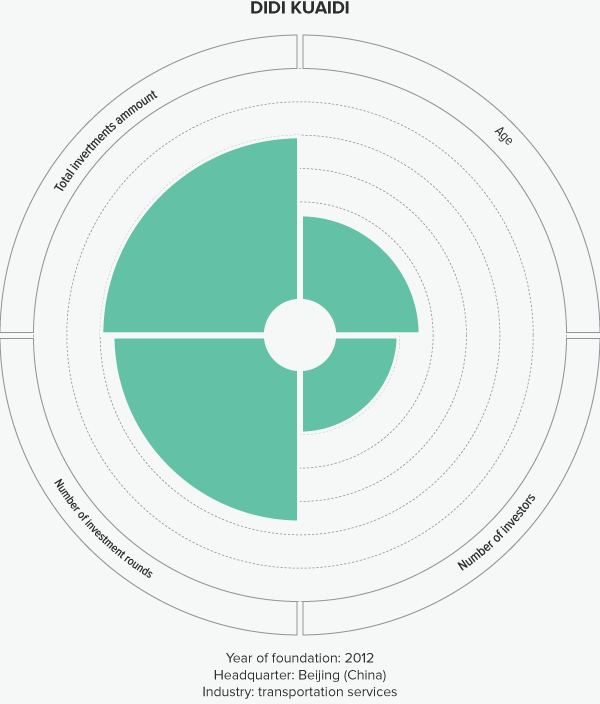 DIDI KUAIDI
Total invertments ammount
Age
Number of investment rounds
Number of investors
Year of foundation: 2012
Headquarter: Beijing (China)
Industry: transportation services